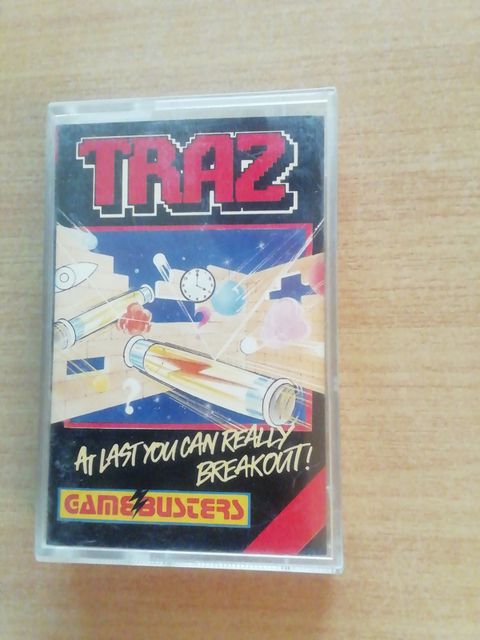 TRAZ
?
AT LAST YOU CAN REALLY
BREAKOUT!
GAMEBUSTERS